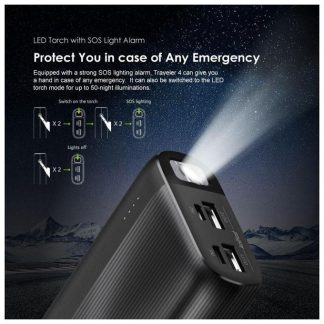 LED Torch with SOS Light Alarm
Protect You in case of Any Emergency
Equipped with a strong SOS lighting alarm, Traveler 4 can give you
a hand in case of any emergency. It can also be switched to the LED
torch mode for up to 50-night illuminations.
Switch on the torch
SOS lighting
X 2
X 2
Lights off
X 2